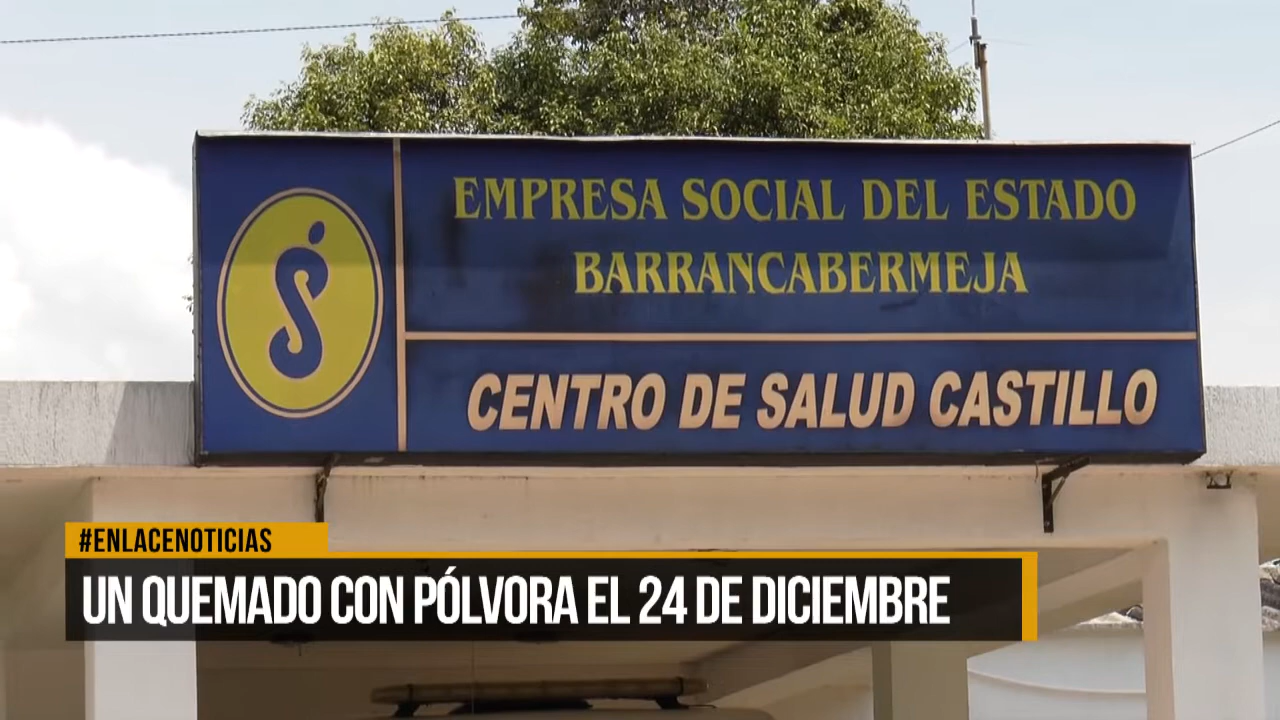 EMPRESA SOCIAL DEL ESTADO
BARRANCABERMEJA
CENTRO DE SALUD CASTILLO
#ENLACENOTICIAS
UN QUEMADO CON PÓLVORA EL 24 DE DICIEMBRE